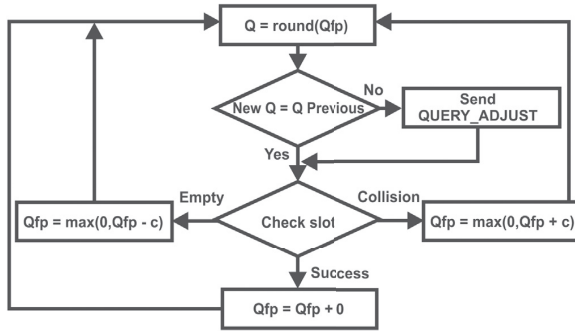 Q = round(Qfp)
No
New Q = Q Previous
Send
QUERY_ADJUST
Yes
Empty
Collision
Qfp = max(0,Qfp - c)
Check slot
Qfp = max(0,Qfp + c)
Success
Qfp = Qfp + 0